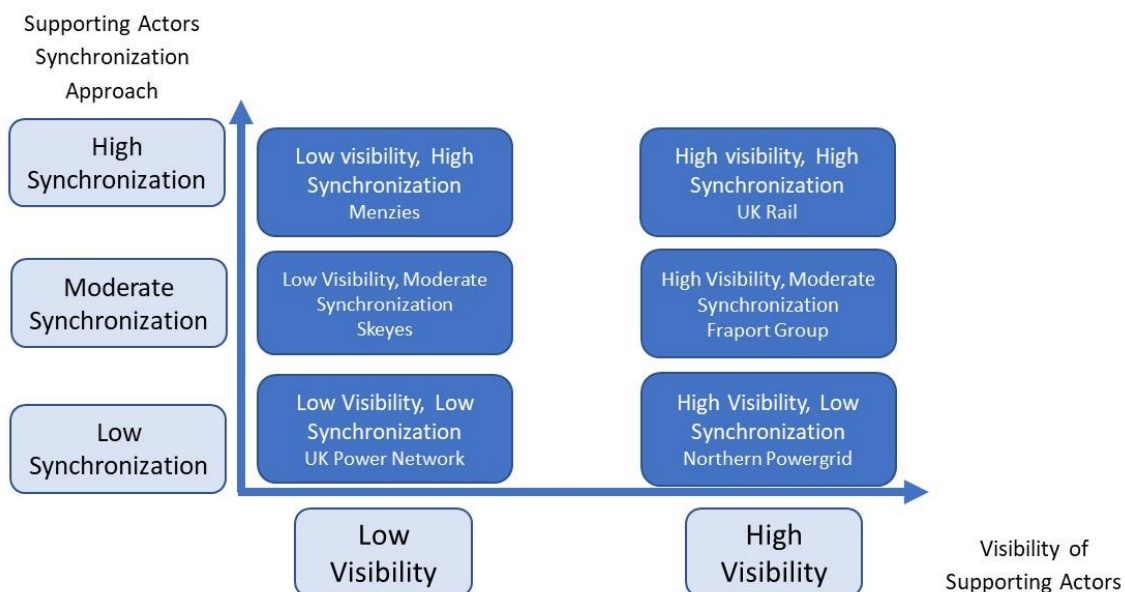 Supporting Actors
Synchronization
Approach
High
Synchronization
Low visibility, High
Synchronization
Menzies
High visibility, High
Synchronization
UK Rail
Moderate
Synchronization
Low Visibility, Moderate
Synchronization
Skeyes
High Visibility, Moderate
Synchronization
Fraport Group
Low
Synchronization
Low Visibility, Low
Synchronization
UK Power Network
High Visibility, Low
Synchronization
Northern Powergrid
Low
Visibility
High
Visibility
Visibility of
Supporting Actors